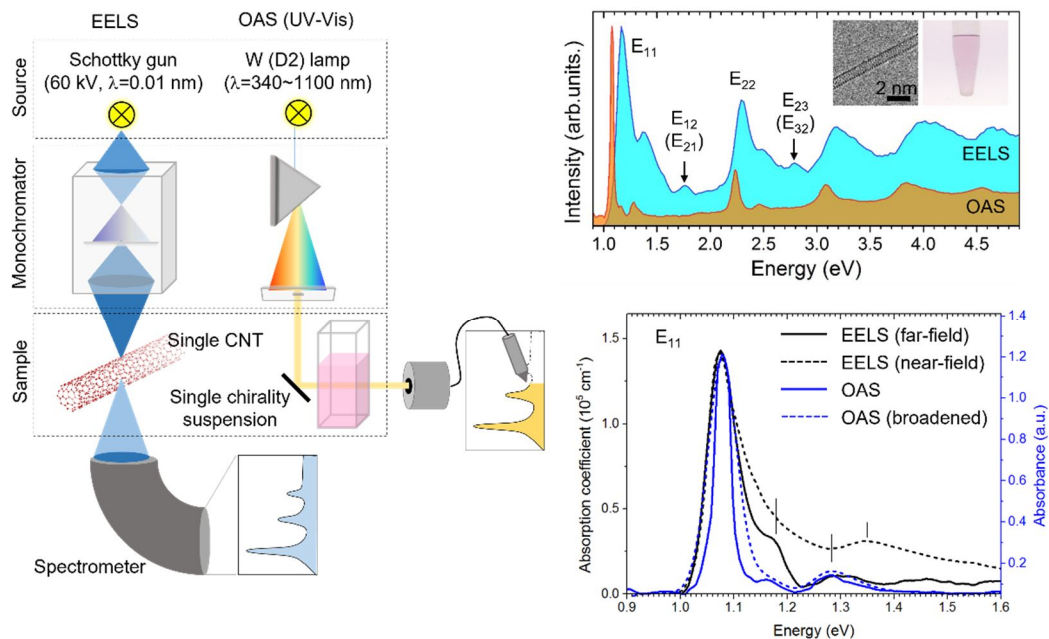 EELS
OAS (UV-Vis)
Source
Schottky gun
(60 kV, λ=0.01 nm)
W (D2) lamp
(λ=340~1100 nm)
Monochromator
Sample
Single CNT
Single chirality
suspension
Spectrometer
Intensity (arb.units.)
E11
E12
(E21)
E22
E23
(E32)
2 nm
EELS
OAS
1.0 1.5 2.0 2.5 3.0 3.5 4.0 4.5
Energy (eV)
E11
EELS (far-field)
EELS (near-field)
OAS
OAS (broadened)
Absorption coefficient (10⁵ cm⁻¹)
1.5
1.0
0.5
0.0
0.9 1.0 1.1 1.2 1.3 1.4 1.5 1.6
Energy (eV)
1.4
1.2
1.0
0.8
0.6
0.4
0.2
Absorbance (a.u.)